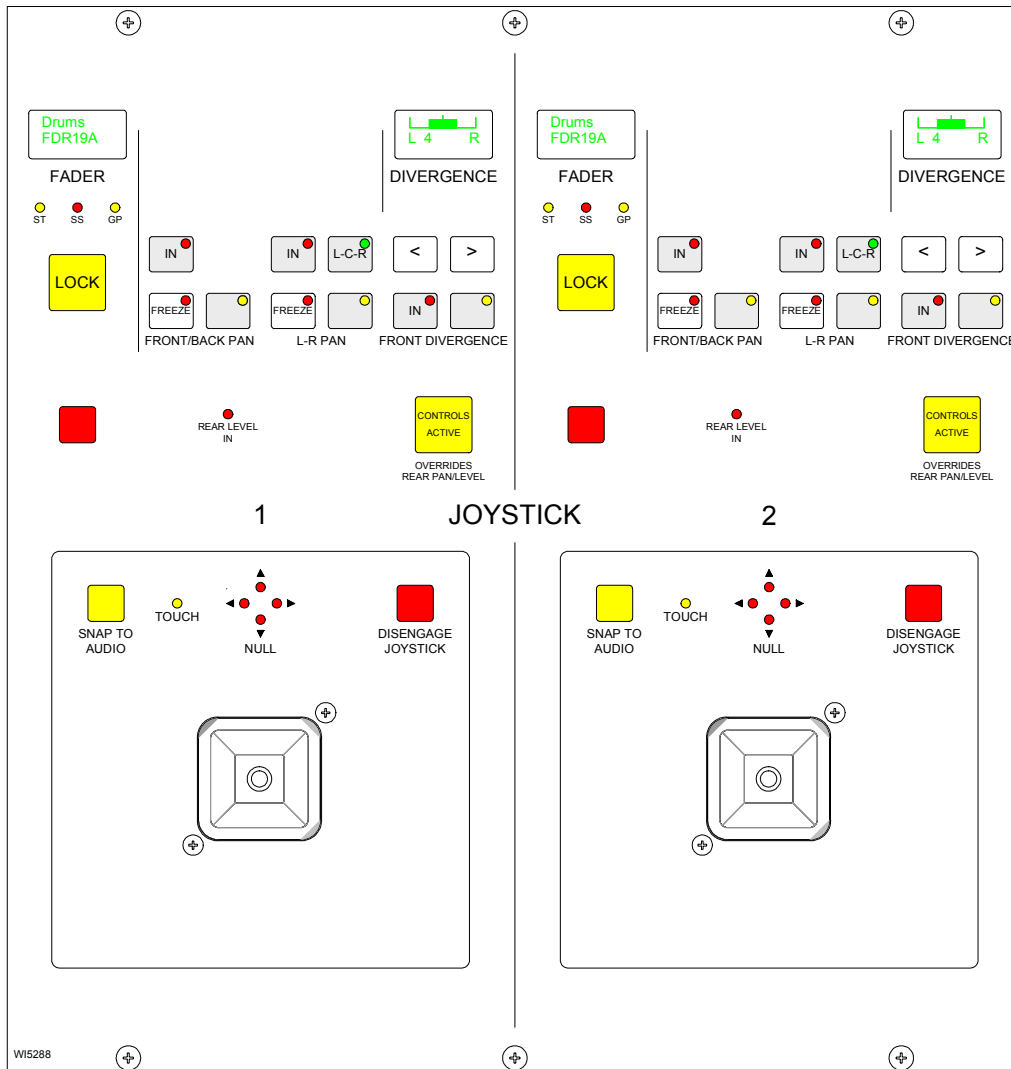 Drums
FDR19A
L 4 R
Drums
FDR19A
L 4 R
FADER
DIVERGENCE
FADER
DIVERGENCE
ST SS GP
ST SS GP
IN
IN
L-C-R
<
>
IN
IN
L-C-R
<
>
LOCK
LOCK
FREEZE
FREEZE
IN
FREEZE
FREEZE
IN
FRONT/BACK PAN
L-R PAN
FRONT DIVERGENCE
FRONT/BACK PAN
L-R PAN
FRONT DIVERGENCE
REAR LEVEL
IN
CONTROLS
ACTIVE
REAR LEVEL
IN
CONTROLS
ACTIVE
OVERRIDES
REAR PAN/LEVEL
OVERRIDES
REAR PAN/LEVEL
1
JOYSTICK
2
SNAP TO
AUDIO
TOUCH
NULL
DISENGAGE
JOYSTICK
SNAP TO
AUDIO
TOUCH
NULL
DISENGAGE
JOYSTICK
WI5288